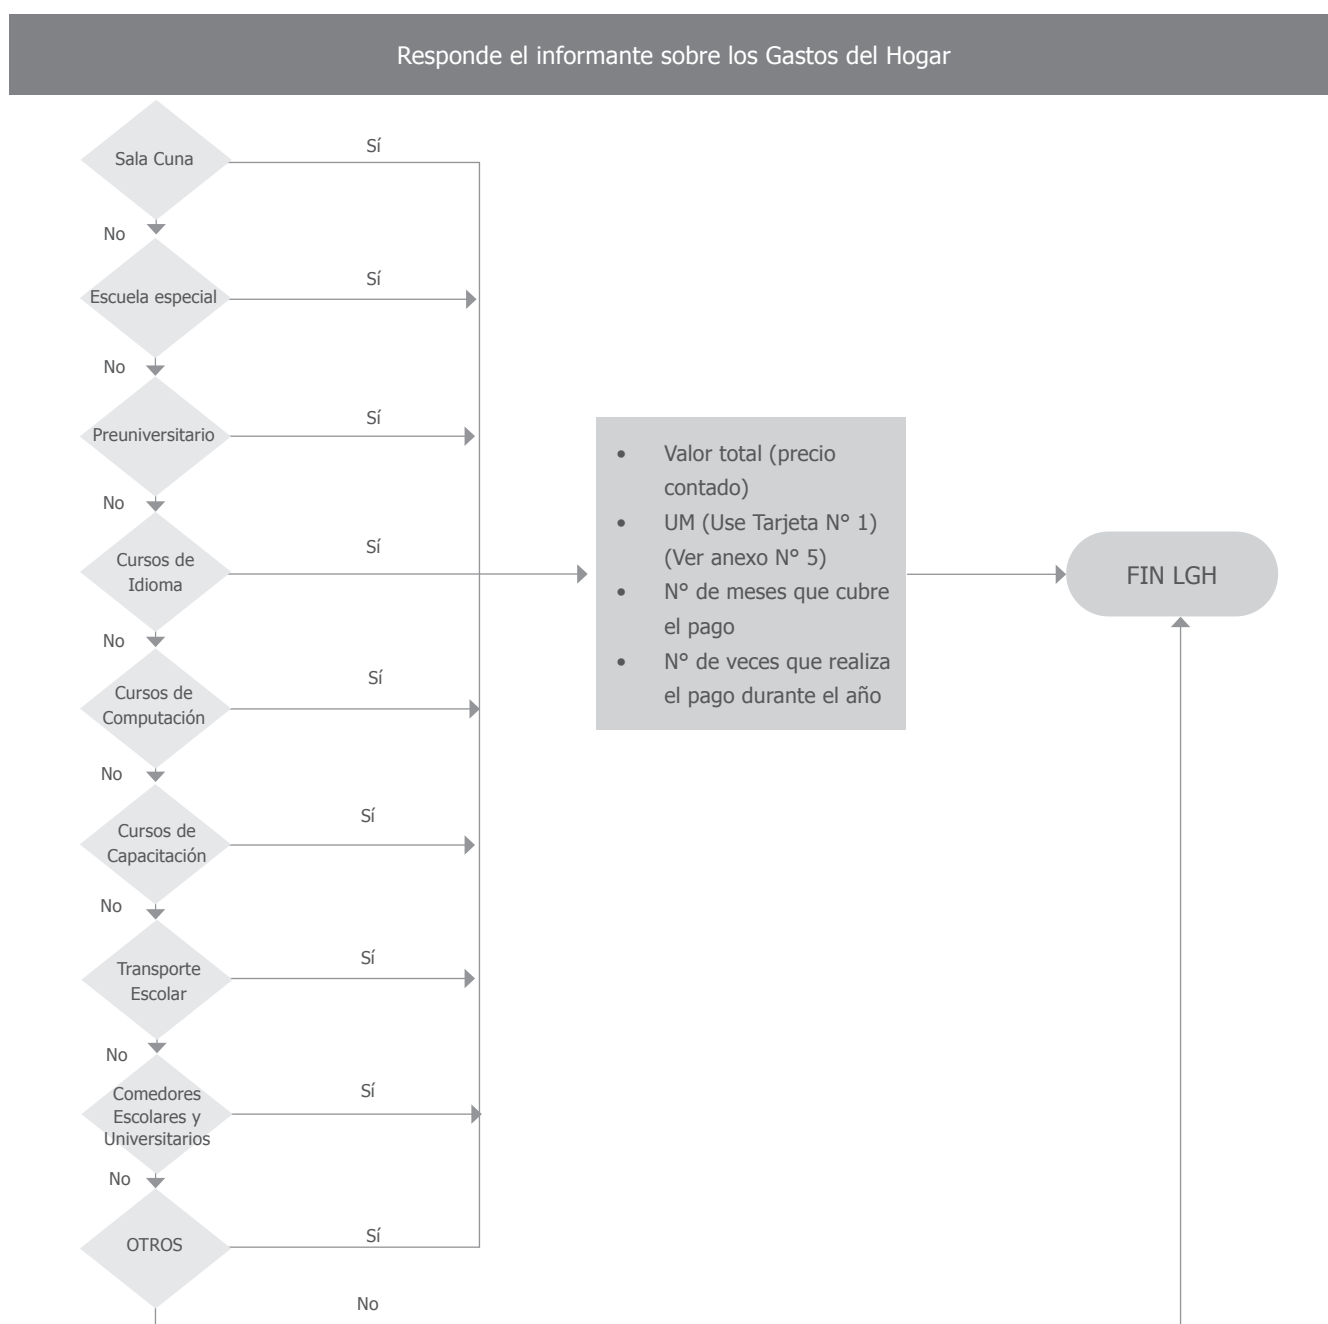 Responde el informante sobre los Gastos del Hogar
Sala Cuna
Sí
No
Escuela especial
Sí
No
Preuniversitario
Sí
No
Cursos de
Idioma
Sí
No
Cursos de
Computación
Sí
No
Cursos de
Capacitación
Sí
No
Transporte
Escolar
Sí
No
Comedores
Escolares y
Universitarios
Sí
No
OTROS
Sí
No
• Valor total (precio
contado)
• UM (Use Tarjeta N° 1)
(Ver anexo N° 5)
• N° de meses que cubre
el pago
• N° de veces que realiza
el pago durante el año
FIN LGH